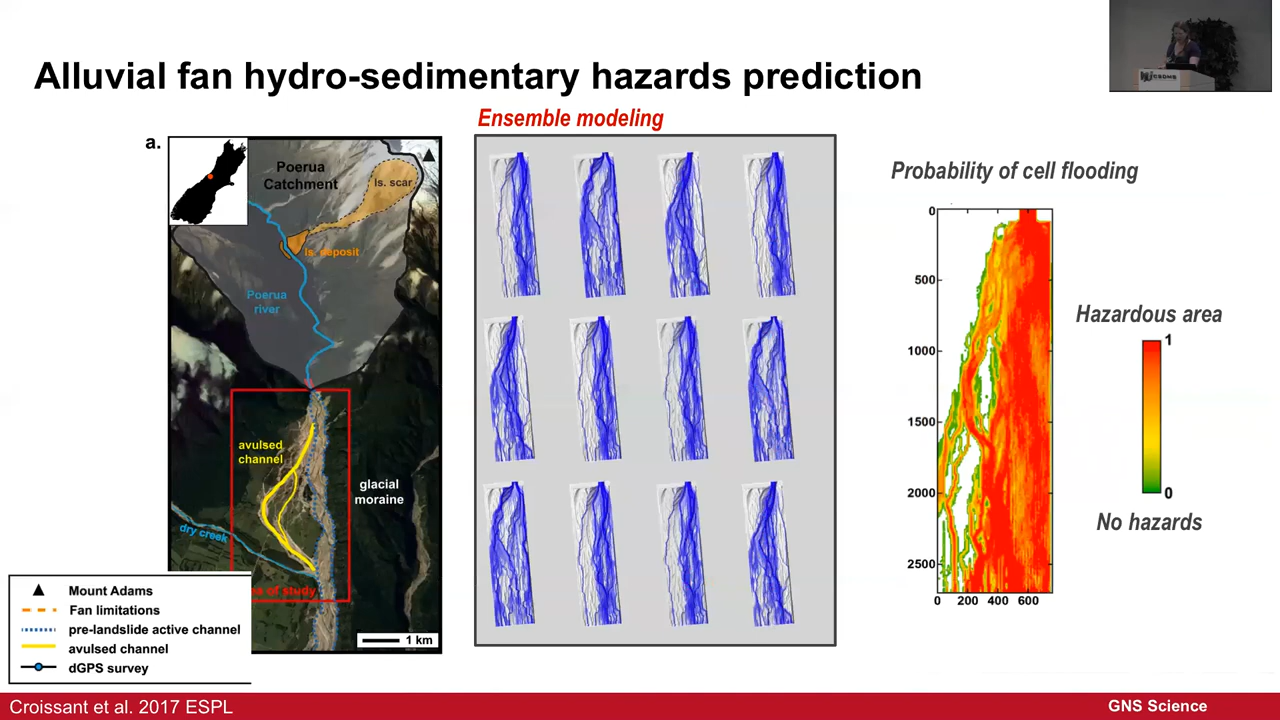 Alluvial fan hydro-sedimentary hazards prediction
CSDMS
Ensemble modeling
a.
Poerua
Catchment
ls. scar
ls. deposit
Poerua
river
avulsed
channel
glacial
moraine
dry creek
of study
1 km
Mount Adams
Fan limitations
pre-landslide active channel
avulsed channel
dGPS survey
Probability of cell flooding
0
500
1000
1500
2000
2500
0 200 400 600
Hazardous area
1
0
No hazards
Croissant et al. 2017 ESPL
GNS Science